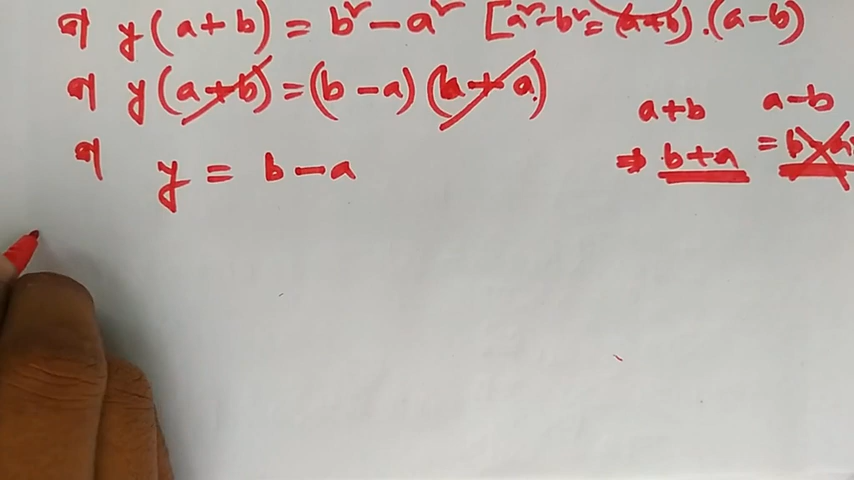 বা y(a+b) = b² - a² [a² - b² = (a+b).(a-b)
বা y(a+b) = (b-a)(b+a)
বা y = b-a
a+b a-b
⇒ b+a = b-a